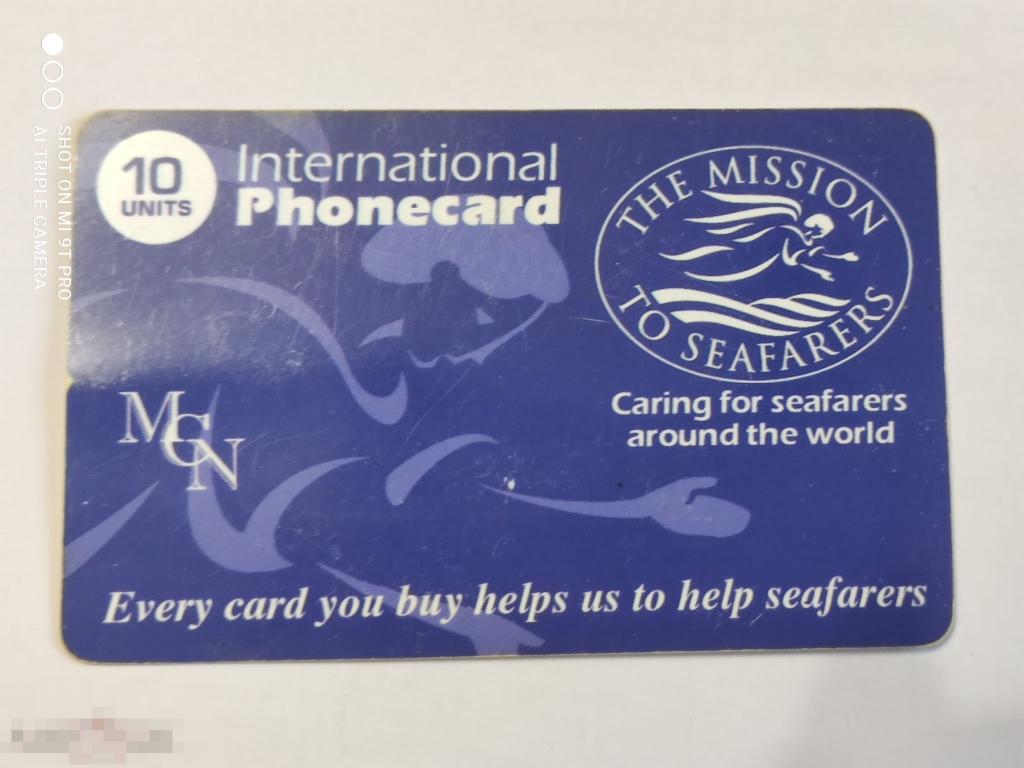 10
UNITS
International
Phonecard
THE MISSION
TO SEAFARERS
Caring for seafarers
around the world
MCN
Every card you buy helps us to help seafarers
SHOT ON MI 9T PRO
AI TRIPLE CAMERA